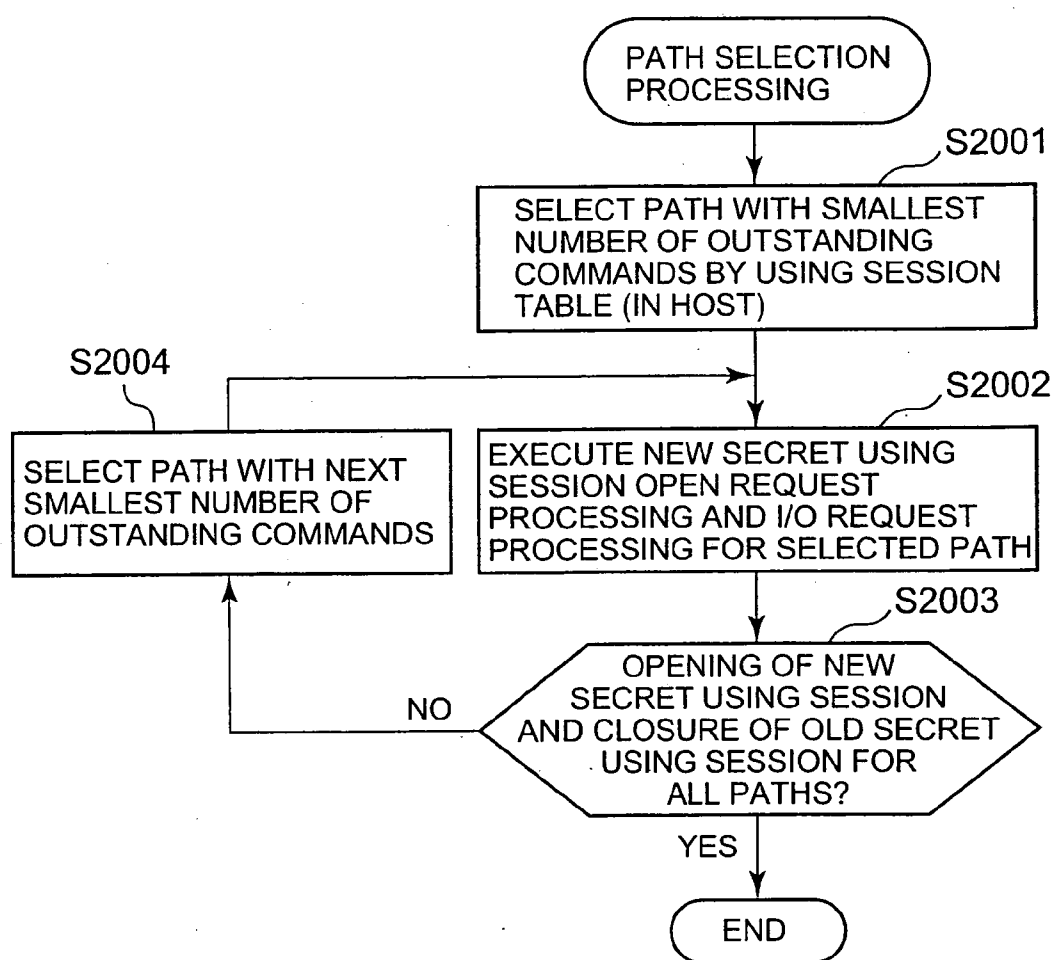 PATH SELECTION
PROCESSING
S2001
SELECT PATH WITH SMALLEST
NUMBER OF OUTSTANDING
COMMANDS BY USING SESSION
TABLE (IN HOST)
S2004
SELECT PATH WITH NEXT
SMALLEST NUMBER OF
OUTSTANDING COMMANDS
S2002
EXECUTE NEW SECRET USING
SESSION OPEN REQUEST
PROCESSING AND I/O REQUEST
PROCESSING FOR SELECTED PATH
S2003
OPENING OF NEW
SECRET USING SESSION
AND CLOSURE OF OLD SECRET
USING SESSION FOR
ALL PATHS?
NO
YES
END